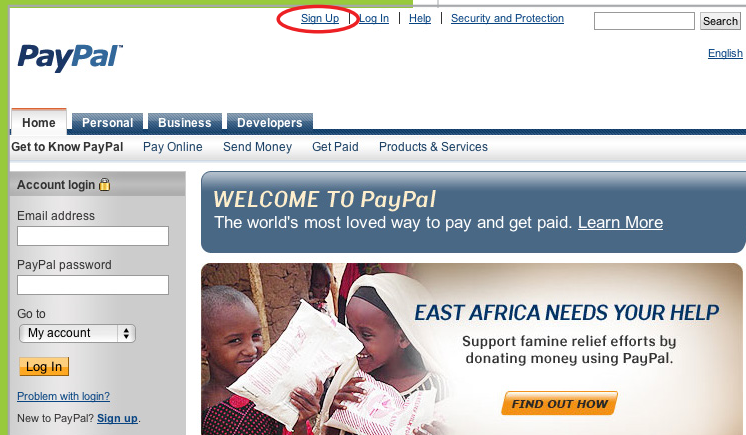 Sign Up | Log In | Help | Security and Protection
Search
PayPal™
English
Home Personal Business Developers
Get to Know PayPal Pay Online Send Money Get Paid Products & Services
Account login
Email address
PayPal password
Go to
My account
Log In
Problem with login?
New to PayPal? Sign up.
WELCOME TO PayPal
The world's most loved way to pay and get paid. Learn More
EAST AFRICA NEEDS YOUR HELP
Support famine relief efforts by
donating money using PayPal.
FIND OUT HOW